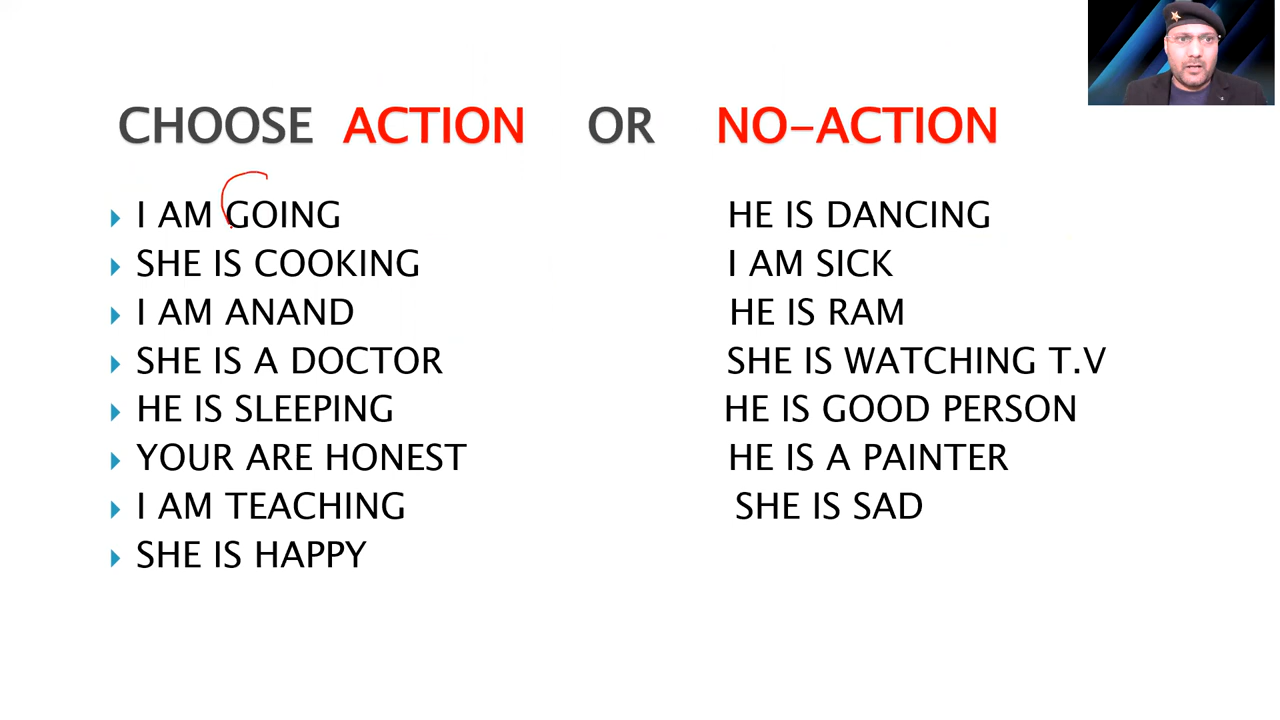 CHOOSE ACTION OR NO-ACTION
I AM GOING HE IS DANCING
SHE IS COOKING I AM SICK
I AM ANAND HE IS RAM
SHE IS A DOCTOR SHE IS WATCHING T.V
HE IS SLEEPING HE IS GOOD PERSON
YOUR ARE HONEST HE IS A PAINTER
I AM TEACHING SHE IS SAD
SHE IS HAPPY